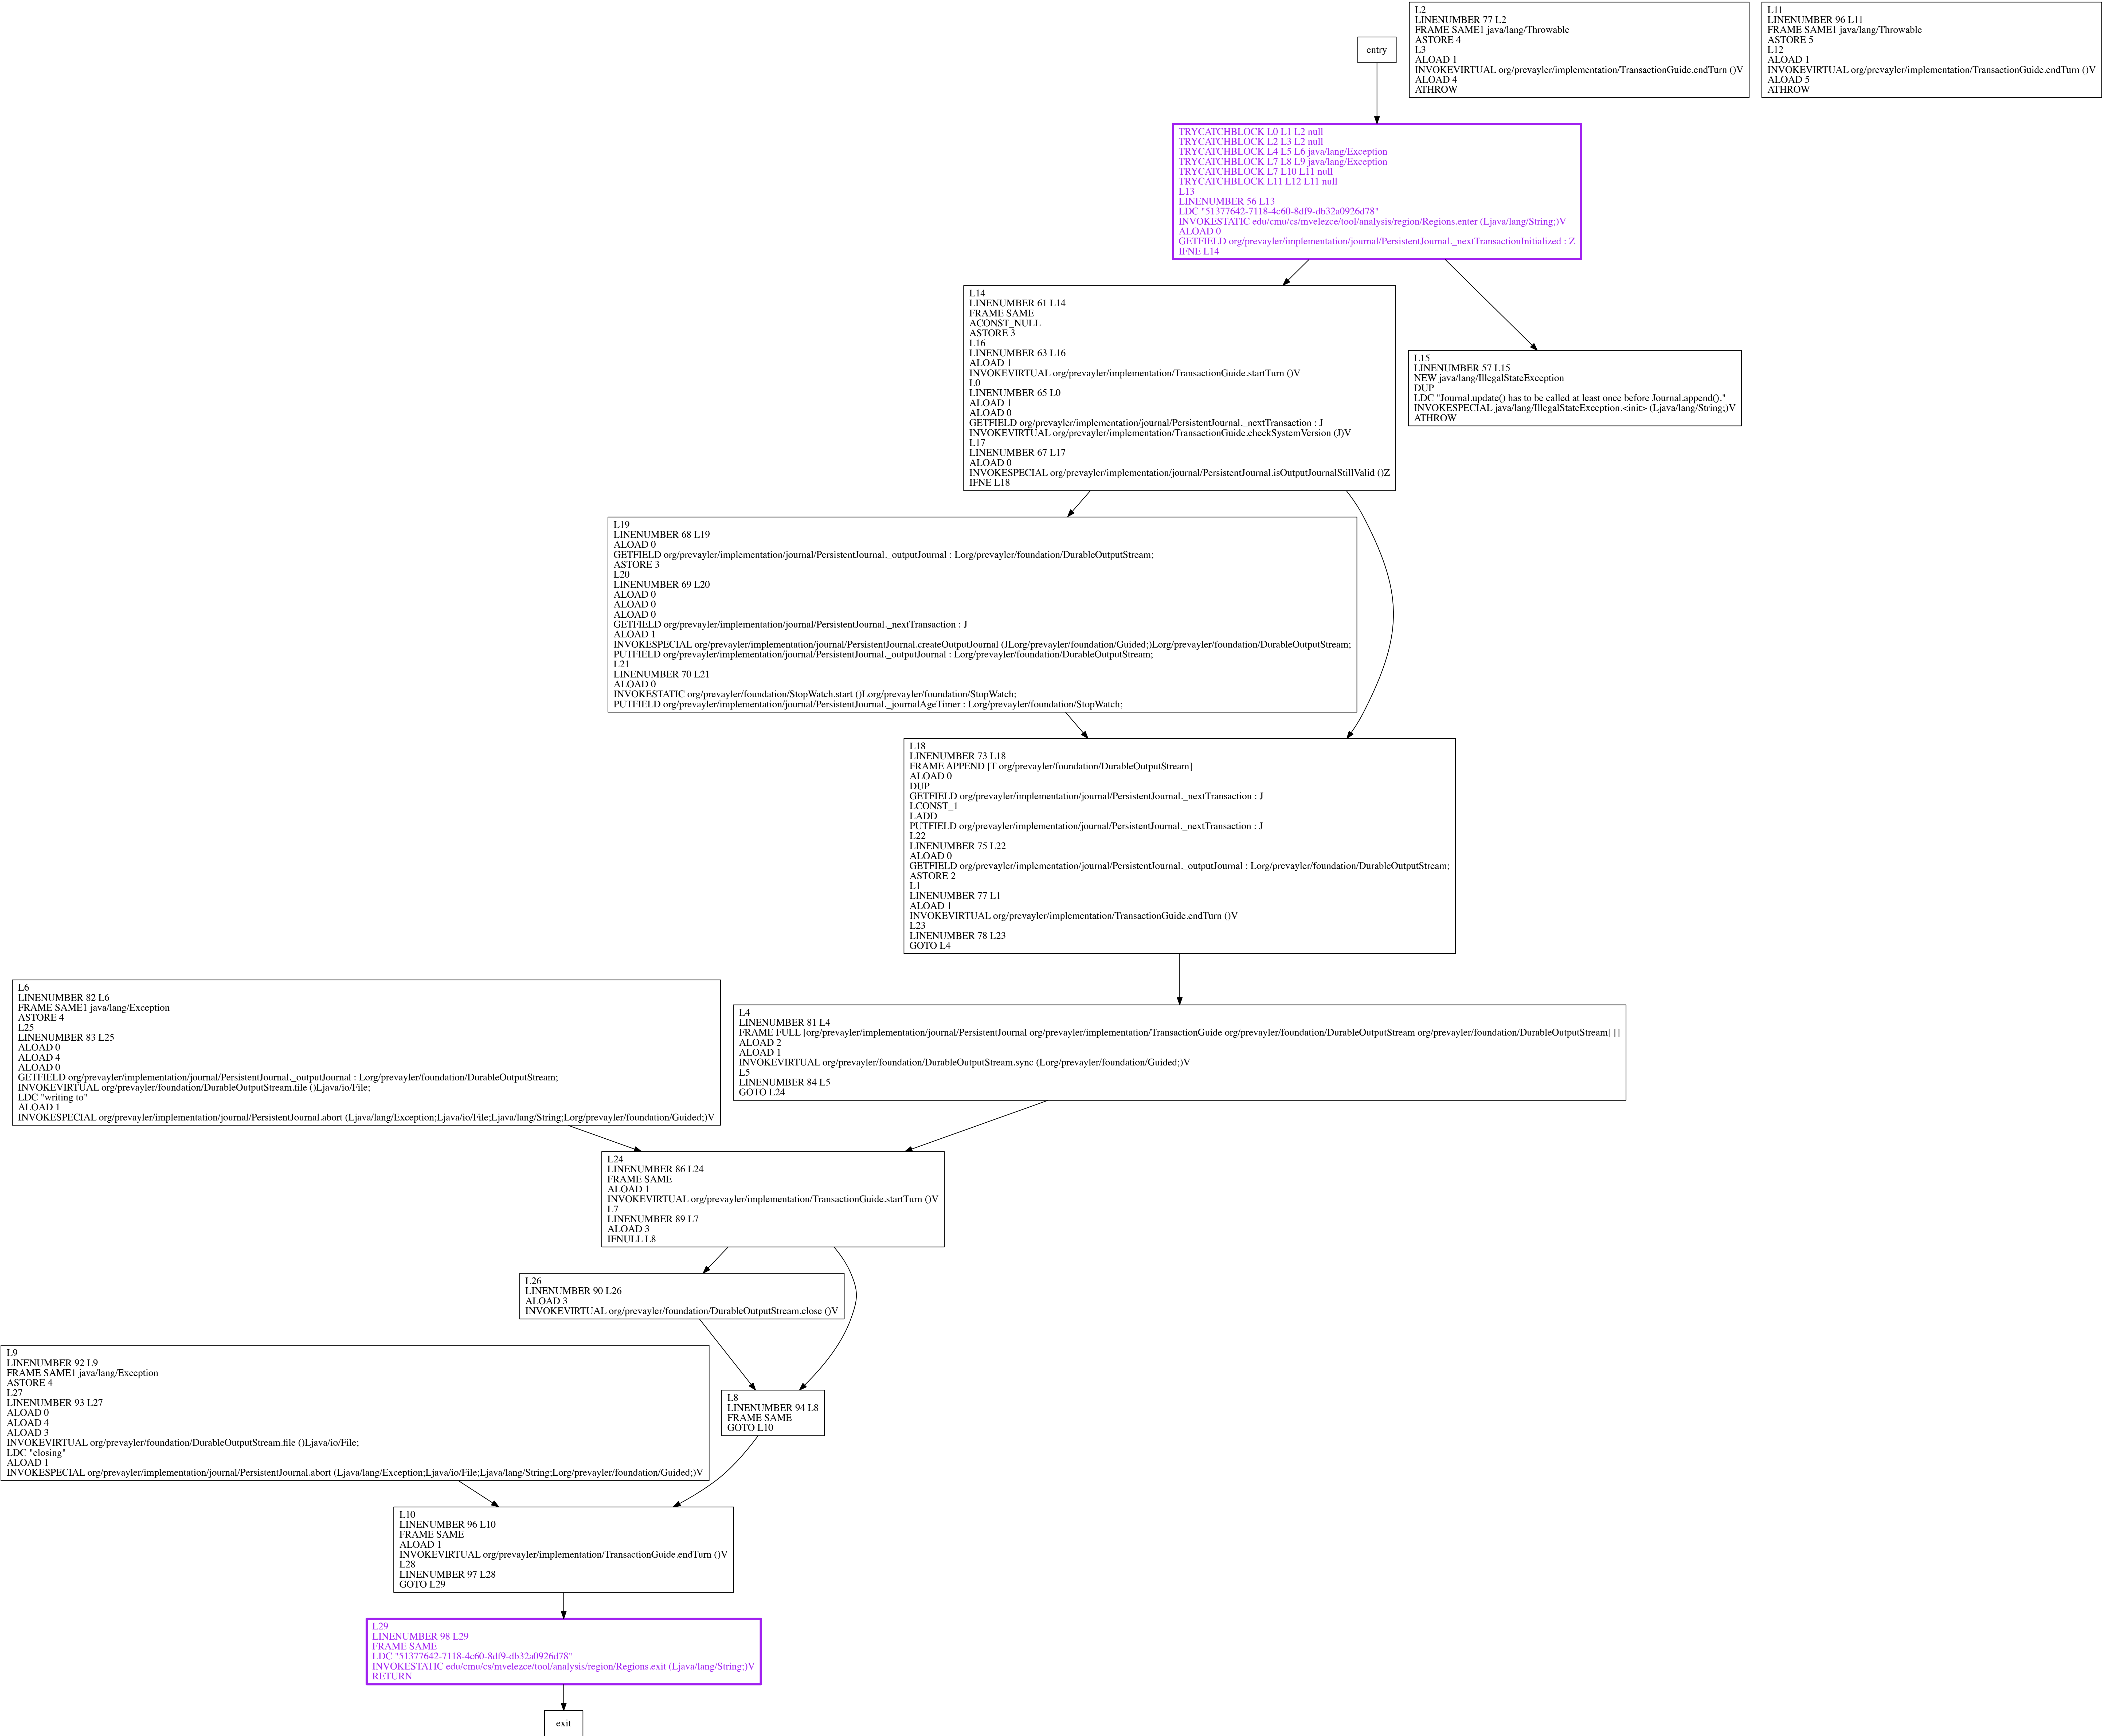 entry
L2
LINENUMBER 77 L2
FRAME SAME1 java/lang/Throwable
ASTORE 4
L3
ALOAD 1
INVOKEVIRTUAL org/prevayler/implementation/TransactionGuide.endTurn ()V
ALOAD 4
ATHROW
L11
LINENUMBER 96 L11
FRAME SAME1 java/lang/Throwable
ASTORE 5
L12
ALOAD 1
INVOKEVIRTUAL org/prevayler/implementation/TransactionGuide.endTurn ()V
ALOAD 5
ATHROW
TRYCATCHBLOCK L0 L1 L2 null
TRYCATCHBLOCK L2 L3 L2 null
TRYCATCHBLOCK L4 L5 L6 java/lang/Exception
TRYCATCHBLOCK L7 L8 L9 java/lang/Exception
TRYCATCHBLOCK L7 L10 L11 null
TRYCATCHBLOCK L11 L12 L11 null
L13
LINENUMBER 56 L13
LDC "51377642-7118-4c60-8df9-db32a0926d78"
INVOKESTATIC edu/cmu/cs/mvelezce/tool/analysis/region/Regions.enter (Ljava/lang/String;)V
ALOAD 0
GETFIELD org/prevayler/implementation/journal/PersistentJournal._nextTransactionInitialized : Z
IFNE L14
L14
LINENUMBER 61 L14
FRAME SAME
ACONST_NULL
ASTORE 3
L16
LINENUMBER 63 L16
ALOAD 1
INVOKEVIRTUAL org/prevayler/implementation/TransactionGuide.startTurn ()V
L0
LINENUMBER 65 L0
ALOAD 1
ALOAD 0
GETFIELD org/prevayler/implementation/journal/PersistentJournal._nextTransaction : J
INVOKEVIRTUAL org/prevayler/implementation/TransactionGuide.checkSystemVersion (J)V
L17
LINENUMBER 67 L17
ALOAD 0
INVOKESPECIAL org/prevayler/implementation/journal/PersistentJournal.isOutputJournalStillValid ()Z
IFNE L18
L15
LINENUMBER 57 L15
NEW java/lang/IllegalStateException
DUP
LDC "Journal.update() has to be called at least once before Journal.append()."
INVOKESPECIAL java/lang/IllegalStateException.<init> (Ljava/lang/String;)V
ATHROW
L19
LINENUMBER 68 L19
ALOAD 0
GETFIELD org/prevayler/implementation/journal/PersistentJournal._outputJournal : Lorg/prevayler/foundation/DurableOutputStream;
ASTORE 3
L20
LINENUMBER 69 L20
ALOAD 0
ALOAD 0
ALOAD 0
GETFIELD org/prevayler/implementation/journal/PersistentJournal._nextTransaction : J
ALOAD 1
INVOKESPECIAL org/prevayler/implementation/journal/PersistentJournal.createOutputJournal (JLorg/prevayler/foundation/Guided;)Lorg/prevayler/foundation/DurableOutputStream;
PUTFIELD org/prevayler/implementation/journal/PersistentJournal._outputJournal : Lorg/prevayler/foundation/DurableOutputStream;
L21
LINENUMBER 70 L21
ALOAD 0
INVOKESTATIC org/prevayler/foundation/StopWatch.start ()Lorg/prevayler/foundation/StopWatch;
PUTFIELD org/prevayler/implementation/journal/PersistentJournal._journalAgeTimer : Lorg/prevayler/foundation/StopWatch;
L18
LINENUMBER 73 L18
FRAME APPEND [T org/prevayler/foundation/DurableOutputStream]
ALOAD 0
DUP
GETFIELD org/prevayler/implementation/journal/PersistentJournal._nextTransaction : J
LCONST_1
LADD
PUTFIELD org/prevayler/implementation/journal/PersistentJournal._nextTransaction : J
L22
LINENUMBER 75 L22
ALOAD 0
GETFIELD org/prevayler/implementation/journal/PersistentJournal._outputJournal : Lorg/prevayler/foundation/DurableOutputStream;
ASTORE 2
L1
LINENUMBER 77 L1
ALOAD 1
INVOKEVIRTUAL org/prevayler/implementation/TransactionGuide.endTurn ()V
L23
LINENUMBER 78 L23
GOTO L4
L6
LINENUMBER 82 L6
FRAME SAME1 java/lang/Exception
ASTORE 4
L25
LINENUMBER 83 L25
ALOAD 0
ALOAD 4
ALOAD 0
GETFIELD org/prevayler/implementation/journal/PersistentJournal._outputJournal : Lorg/prevayler/foundation/DurableOutputStream;
INVOKEVIRTUAL org/prevayler/foundation/DurableOutputStream.file ()Ljava/io/File;
LDC "writing to"
ALOAD 1
INVOKESPECIAL org/prevayler/implementation/journal/PersistentJournal.abort (Ljava/lang/Exception;Ljava/io/File;Ljava/lang/String;Lorg/prevayler/foundation/Guided;)V
L4
LINENUMBER 81 L4
FRAME FULL [org/prevayler/implementation/journal/PersistentJournal org/prevayler/implementation/TransactionGuide org/prevayler/foundation/DurableOutputStream org/prevayler/foundation/DurableOutputStream] []
ALOAD 2
ALOAD 1
INVOKEVIRTUAL org/prevayler/foundation/DurableOutputStream.sync (Lorg/prevayler/foundation/Guided;)V
L5
LINENUMBER 84 L5
GOTO L24
L24
LINENUMBER 86 L24
FRAME SAME
ALOAD 1
INVOKEVIRTUAL org/prevayler/implementation/TransactionGuide.startTurn ()V
L7
LINENUMBER 89 L7
ALOAD 3
IFNULL L8
L26
LINENUMBER 90 L26
ALOAD 3
INVOKEVIRTUAL org/prevayler/foundation/DurableOutputStream.close ()V
L9
LINENUMBER 92 L9
FRAME SAME1 java/lang/Exception
ASTORE 4
L27
LINENUMBER 93 L27
ALOAD 0
ALOAD 4
ALOAD 3
INVOKEVIRTUAL org/prevayler/foundation/DurableOutputStream.file ()Ljava/io/File;
LDC "closing"
ALOAD 1
INVOKESPECIAL org/prevayler/implementation/journal/PersistentJournal.abort (Ljava/lang/Exception;Ljava/io/File;Ljava/lang/String;Lorg/prevayler/foundation/Guided;)V
L8
LINENUMBER 94 L8
FRAME SAME
GOTO L10
L10
LINENUMBER 96 L10
FRAME SAME
ALOAD 1
INVOKEVIRTUAL org/prevayler/implementation/TransactionGuide.endTurn ()V
L28
LINENUMBER 97 L28
GOTO L29
L29
LINENUMBER 98 L29
FRAME SAME
LDC "51377642-7118-4c60-8df9-db32a0926d78"
INVOKESTATIC edu/cmu/cs/mvelezce/tool/analysis/region/Regions.exit (Ljava/lang/String;)V
RETURN
exit